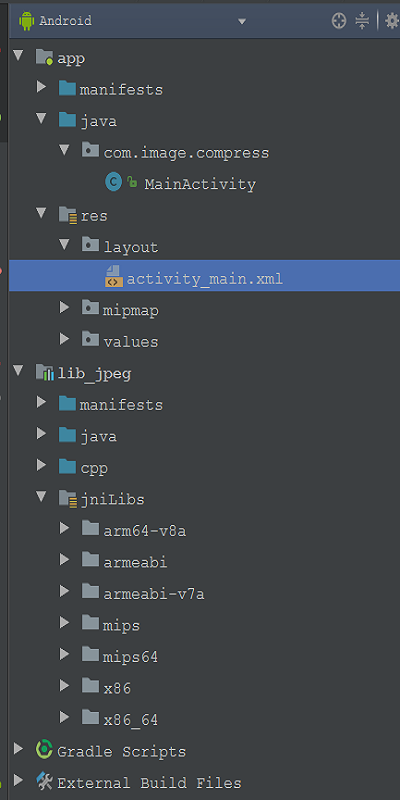 Android
app
manifests
java
com.image.compress
MainActivity
res
layout
activity_main.xml
mipmap
values
lib_jpeg
manifests
java
cpp
jniLibs
arm64-v8a
armeabi
armeabi-v7a
mips
mips64
x86
x86_64
Gradle Scripts
External Build Files